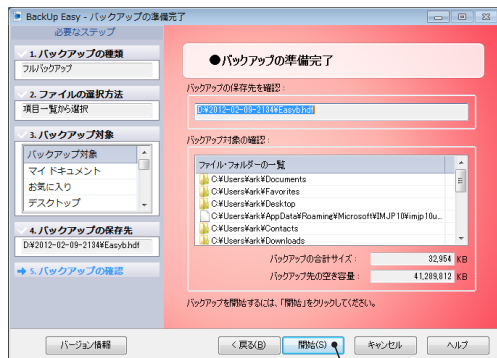 BackUp Easy - バックアップの準備完了
必要なステップ
1. バックアップの種類
フルバックアップ
2. ファイルの選択方法
項目一覧から選択
3. バックアップ対象
バックアップ対象
マイ ドキュメント
お気に入り
デスクトップ
4. バックアップの保存先
D:¥2012-02-09-2134¥Easyb.hdf
5. バックアップの確認
●バックアップの準備完了
バックアップの保存先を確認:
D:¥2012-02-09-2134¥Easyb.hdf
バックアップ対象の確認:
ファイル・フォルダーの一覧
C:¥Users¥ark¥Documents
C:¥Users¥ark¥Favorites
C:¥Users¥ark¥Desktop
C:¥Users¥ark¥AppData¥Roaming¥Microsoft¥IMJP10¥imjp10u...
C:¥Users¥ark¥Contacts
C:¥Users¥ark¥Downloads
バックアップの合計サイズ: 32,954 KB
バックアップ先の空き容量: 41,289,812 KB
バックアップを開始するには、「開始」をクリックしてください。
バージョン情報 < 戻る(B) 開始(S) キャンセル ヘルプ